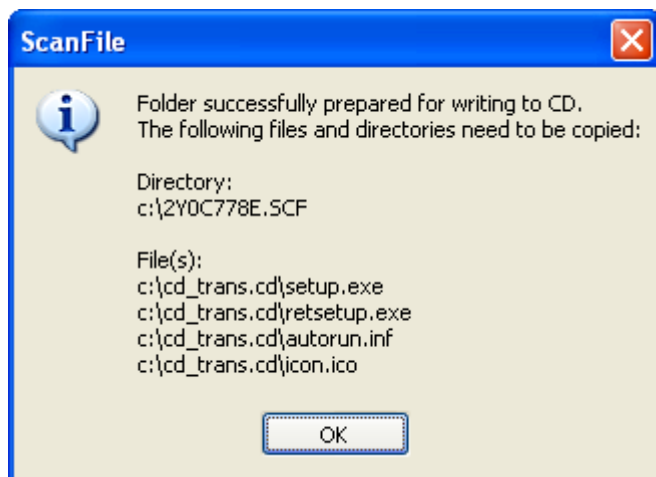 ScanFile
Folder successfully prepared for writing to CD.
The following files and directories need to be copied:
Directory:
c:\2Y0C778E.SCF
File(s):
c:\cd_trans.cd\setup.exe
c:\cd_trans.cd\retsetup.exe
c:\cd_trans.cd\autorun.inf
c:\cd_trans.cd\icon.ico
OK